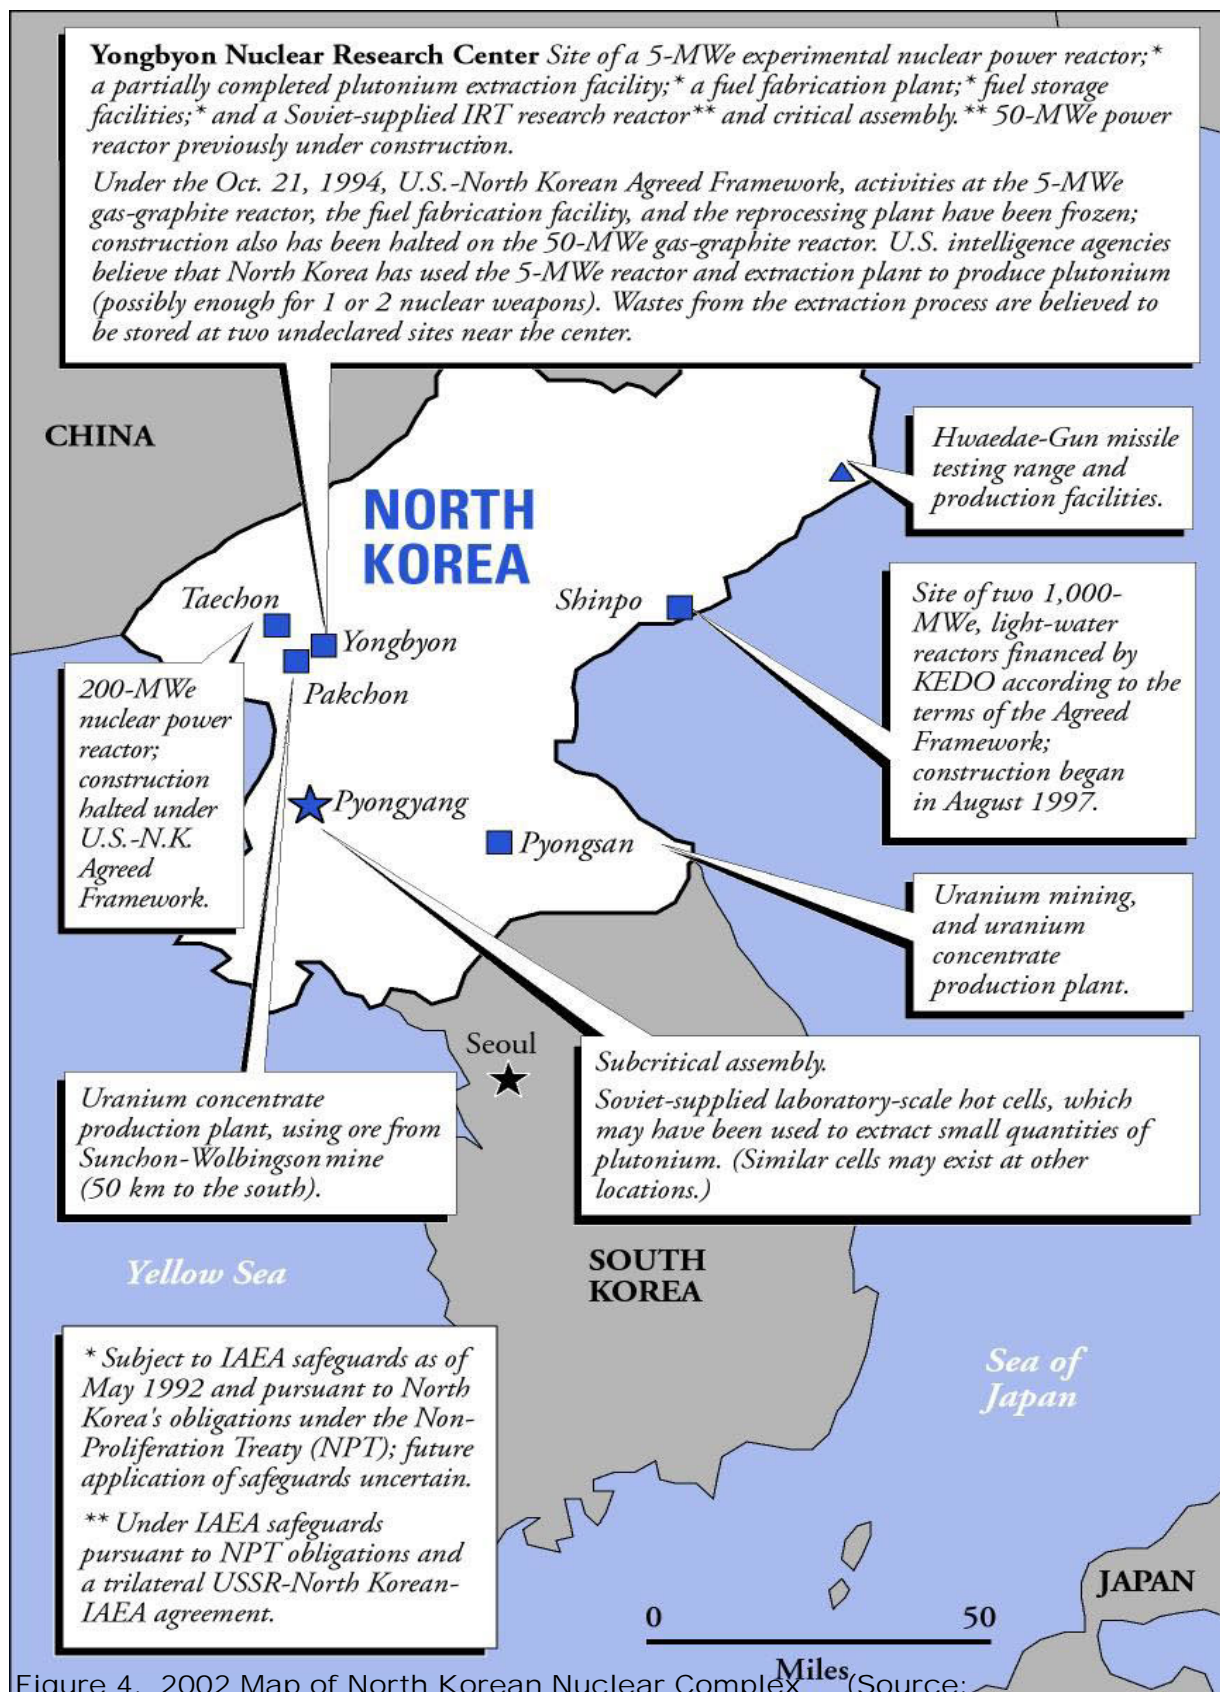 Yongbyon Nuclear Research Center Site of a 5-MWe experimental nuclear power reactor;*
a partially completed plutonium extraction facility;* a fuel fabrication plant;* fuel storage
facilities;* and a Soviet-supplied IRT research reactor** and critical assembly.** 50-MWe power
reactor previously under construction.
Under the Oct. 21, 1994, U.S.-North Korean Agreed Framework, activities at the 5-MWe
gas-graphite reactor, the fuel fabrication facility, and the reprocessing plant have been frozen;
construction also has been halted on the 50-MWe gas-graphite reactor. U.S. intelligence agencies
believe that North Korea has used the 5-MWe reactor and extraction plant to produce plutonium
(possibly enough for 1 or 2 nuclear weapons). Wastes from the extraction process are believed to
be stored at two undeclared sites near the center.
CHINA
NORTH
KOREA
Hwaedae-Gun missile
testing range and
production facilities.
Taechon
Yongbyon
Pakchon
Shinpo
Site of two 1,000-
MWe, light-water
reactors financed by
KEDO according to the
terms of the Agreed
Framework;
construction began
in August 1997.
200-MWe
nuclear power
reactor;
construction
halted under
U.S.-N.K.
Agreed
Framework.
Pyongyang
Pyongsan
Uranium mining,
and uranium
concentrate
production plant.
Seoul
Uranium concentrate
production plant, using ore from
Sunchon-Wolbingson mine
(50 km to the south).
Subcritical assembly.
Soviet-supplied laboratory-scale hot cells, which
may have been used to extract small quantities of
plutonium. (Similar cells may exist at other
locations.)
Yellow Sea
SOUTH
KOREA
Sea of
Japan
* Subject to IAEA safeguards as of
May 1992 and pursuant to North
Korea's obligations under the Non-
Proliferation Treaty (NPT); future
application of safeguards uncertain.
** Under IAEA safeguards
pursuant to NPT obligations and
a trilateral USSR-North Korean-
IAEA agreement.
JAPAN
0 50
Miles
Figure 4. 2002 Map of North Korean Nuclear Complex (Source: